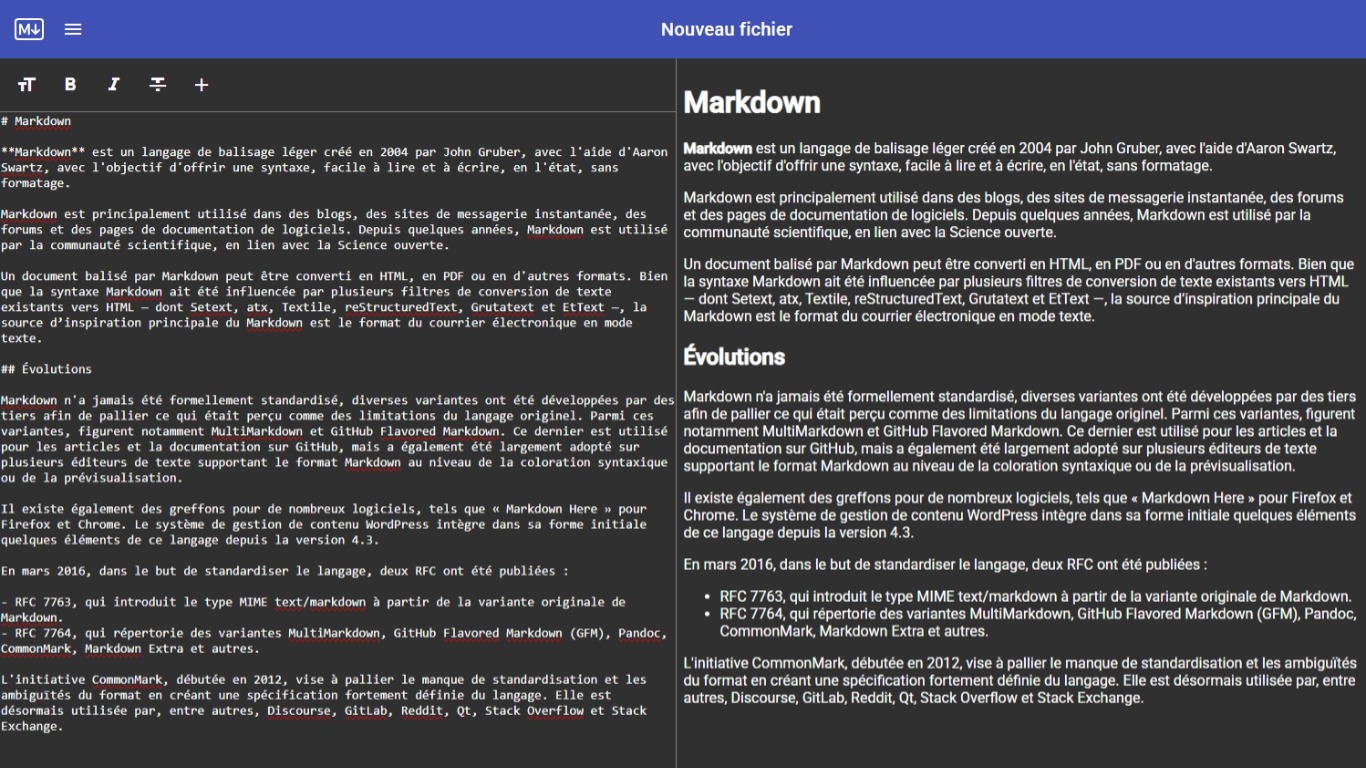 M↓
Nouveau fichier
TT B I T +
# Markdown
**Markdown** est un langage de balisage léger créé en 2004 par John Gruber, avec l'aide d'Aaron
Swartz, avec l'objectif d'offrir une syntaxe, facile à lire et à écrire, en l'état, sans
formatage.
Markdown est principalement utilisé dans des blogs, des sites de messagerie instantanée, des
forums et des pages de documentation de logiciels. Depuis quelques années, Markdown est utilisé
par la communauté scientifique, en lien avec la Science ouverte.
Un document balisé par Markdown peut être converti en HTML, en PDF ou en d'autres formats. Bien
que la syntaxe Markdown ait été influencée par plusieurs filtres de conversion de texte
existants vers HTML — dont Setext, atx, Textile, reStructuredText, Grutatext et EtText —, la
source d’inspiration principale du Markdown est le format du courrier électronique en mode
texte.
## Évolutions
Markdown n'a jamais été formellement standardisé, diverses variantes ont été développées par des
tiers afin de pallier ce qui était perçu comme des limitations du langage originel. Parmi ces
variantes, figurent notamment MultiMarkdown et GitHub Flavored Markdown. Ce dernier est utilisé
pour les articles et la documentation sur GitHub, mais a également été largement adopté sur
plusieurs éditeurs de texte supportant le format Markdown au niveau de la coloration syntaxique
ou de la prévisualisation.
Il existe également des greffons pour de nombreux logiciels, tels que « Markdown Here » pour
Firefox et Chrome. Le système de gestion de contenu WordPress intègre dans sa forme initiale
quelques éléments de ce langage depuis la version 4.3.
En mars 2016, dans le but de standardiser le langage, deux RFC ont été publiées :
- RFC 7763, qui introduit le type MIME text/markdown à partir de la variante originale de
Markdown.
- RFC 7764, qui répertorie des variantes MultiMarkdown, GitHub Flavored Markdown (GFM), Pandoc,
CommonMark, Markdown Extra et autres.
L'initiative CommonMark, débutée en 2012, vise à pallier le manque de standardisation et les
ambiguïtés du format en créant une spécification fortement définie du langage. Elle est
désormais utilisée par, entre autres, Discourse, GitLab, Reddit, Qt, Stack Overflow et Stack
Exchange.
Markdown
Markdown est un langage de balisage léger créé en 2004 par John Gruber, avec l'aide d'Aaron Swartz,
avec l'objectif d'offrir une syntaxe, facile à lire et à écrire, en l'état, sans formatage.
Markdown est principalement utilisé dans des blogs, des sites de messagerie instantanée, des forums
et des pages de documentation de logiciels. Depuis quelques années, Markdown est utilisé par la
communauté scientifique, en lien avec la Science ouverte.
Un document balisé par Markdown peut être converti en HTML, en PDF ou en d'autres formats. Bien que
la syntaxe Markdown ait été influencée par plusieurs filtres de conversion de texte existants vers HTML
— dont Setext, atx, Textile, reStructuredText, Grutatext et EtText —, la source d’inspiration principale du
Markdown est le format du courrier électronique en mode texte.
Évolutions
Markdown n'a jamais été formellement standardisé, diverses variantes ont été développées par des tiers
afin de pallier ce qui était perçu comme des limitations du langage originel. Parmi ces variantes, figurent
notamment MultiMarkdown et GitHub Flavored Markdown. Ce dernier est utilisé pour les articles et la
documentation sur GitHub, mais a également été largement adopté sur plusieurs éditeurs de texte
supportant le format Markdown au niveau de la coloration syntaxique ou de la prévisualisation.
Il existe également des greffons pour de nombreux logiciels, tels que « Markdown Here » pour Firefox et
Chrome. Le système de gestion de contenu WordPress intègre dans sa forme initiale quelques éléments
de ce langage depuis la version 4.3.
En mars 2016, dans le but de standardiser le langage, deux RFC ont été publiées :
• RFC 7763, qui introduit le type MIME text/markdown à partir de la variante originale de Markdown.
• RFC 7764, qui répertorie des variantes MultiMarkdown, GitHub Flavored Markdown (GFM), Pandoc,
CommonMark, Markdown Extra et autres.
L'initiative CommonMark, débutée en 2012, vise à pallier le manque de standardisation et les ambiguïtés
du format en créant une spécification fortement définie du langage. Elle est désormais utilisée par, entre
autres, Discourse, GitLab, Reddit, Qt, Stack Overflow et Stack Exchange.